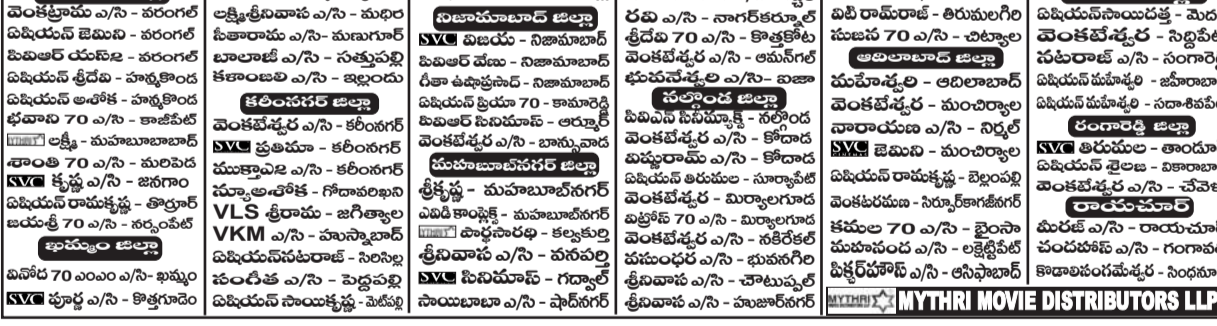 వెంకట్రామ ఎ/సి - వరంగల్
ఏషియన్ జెమిని - వరంగల్
పివిఆర్ యస్2 - వరంగల్
ఏషియన్ శ్రీదేవి - హన్మకొండ
ఏషియన్ అశోక - హన్మకొండ
భవాని 70 ఎ/సి - కాజీపేట్
లక్ష్మీ - మహబూబాబాద్
శాంతి 70 ఎ/సి - మరిపెడ
SVC కృష్ణ ఎ/సి - జనగాం
ఏషియన్ రామకృష్ణ - తొర్రూర్
జయశ్రీ 70 ఎ/సి - నర్సంపేట్
ఖమ్మం జిల్లా
వినోద 70 ఎంఎం ఎ/సి- ఖమ్మం
SVC పూర్ణ ఎ/సి - కొత్తగూడెం
లక్ష్మిశ్రీనివాస ఎ/సి - మధిర
సీతారామ ఎ/సి - మణుగూర్
బాలాజీ ఎ/సి - సత్తుపల్లి
కళాంజలి ఎ/సి - ఇల్లందు
కరీంనగర్ జిల్లా
వెంకటేశ్వర ఎ/సి - కరీంనగర్
SVC ప్రతిమా - కరీంనగర్
ముక్తాఎ2 ఎ/సి - కరీంనగర్
న్యూఅశోక - గోదావరిఖని
VLS శ్రీరామ - జగిత్యాల
VKM ఎ/సి - హుస్నాబాద్
ఏషియన్‌నటరాజ్ - సిరిసిల్ల
సంగీత ఎ/సి - పెద్దపల్లి
ఏషియన్ సాయికృష్ణ - మెట్‌పల్లి
నిజామాబాద్ జిల్లా
SVC విజయ - నిజామాబాద్
పివిఆర్ వేణు - నిజామాబాద్
గీతా ఉషాప్రసాద్ - నిజామాబాద్
ఏషియన్ ప్రియా 70 - కామారెడ్డి
పివిఆర్ సినిమాస్ - ఆర్మూర్
వెంకటేశ్వర ఎ/సి - బాన్సువాడ
మహబూబ్‌నగర్ జిల్లా
శ్రీకృష్ణ - మహబూబ్‌నగర్
ఎవిడి కాంప్లెక్స్ - మహబూబ్‌నగర్
పార్థసారథి - కల్వకుర్తి
శ్రీనివాస ఎ/సి - వనపర్తి
SVC సినిమాస్ - గద్వాల్
సాయిబాబా ఎ/సి - షాద్‌నగర్
రవి ఎ/సి - నాగర్‌కర్నూల్
శ్రీదేవి 70 ఎ/సి - కొత్తకోట
వెంకటేశ్వర ఎ/సి - ఆమన్‌గల్
భువనేశ్వరి ఎ/సి- ఐజా
నల్గొండ జిల్లా
పివిఎన్ సినీమ్యాక్స్ - నల్గొండ
వెంకటేశ్వర ఎ/సి - కోదాడ
విష్ణురామ్ ఎ/సి - కోదాడ
ఏషియన్ తిరుమల - సూర్యాపేట్
వెంకటేశ్వర ఎ/సి - మిర్యాలగూడ
విట్రోస్ 70 ఎ/సి - మిర్యాలగూడ
వెంకటేశ్వర ఎ/సి - నకిరేకల్
వసుంధర ఎ/సి - భువనగిరి
శ్రీనివాస ఎ/సి - చౌటుప్పల్
శ్రీనివాస ఎ/సి - హుజూర్‌నగర్
విటి రామ్‌రాజ్ - తిరుమలగిరి
సుజన 70 ఎ/సి - చిట్యాల
ఆదిలాబాద్ జిల్లా
మహేశ్వరి - ఆదిలాబాద్
వెంకటేశ్వర - మంచిర్యాల
నారాయణ ఎ/సి - నిర్మల్
SVC జెమిని - మంచిర్యాల
ఏషియన్ రామకృష్ణ - బెల్లంపల్లి
వెంకటరమణ - సిర్పూర్‌కాగజ్‌నగర్
కమల 70 ఎ/సి - భైంసా
మహానంద ఎ/సి - లక్షెట్టిపేట్
పిక్చర్‌హౌస్ ఎ/సి - ఆసిఫాబాద్
ఏషియన్‌సాయిదత్త - మెద
వెంకటేశ్వర - సిద్దిపేట
నటరాజ్ ఎ/సి - సంగారెడ్డి
ఏషియన్ మహేశ్వరి - జహీరాబా
ఏషియన్ మహేశ్వరి - సదాశివపే
రంగారెడ్డి జిల్లా
SVC తిరుమల - తాండూ
ఏషియన్ శైలజ - వికారాబా
వెంకటేశ్వర ఎ/సి - చేవెళ
రాయచూర్
మీరజ్ ఎ/సి - రాయచూ
చందహాస్ ఎ/సి - గంగావ
కొడాలిసంగమేశ్వర - సింధనూ
MYTHRI MYTHRI MOVIE DISTRIBUTORS LLP